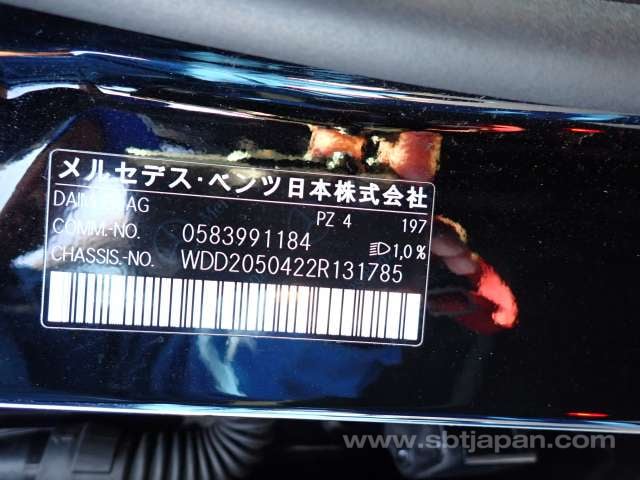 メルセデス・ベンツ日本株式会社
DAIMLER AG
PZ 4 197
COMM.-NO. 0583991184
1,0%
CHASSIS.-NO. WDD2050422R131785
www.sbtjapan.com